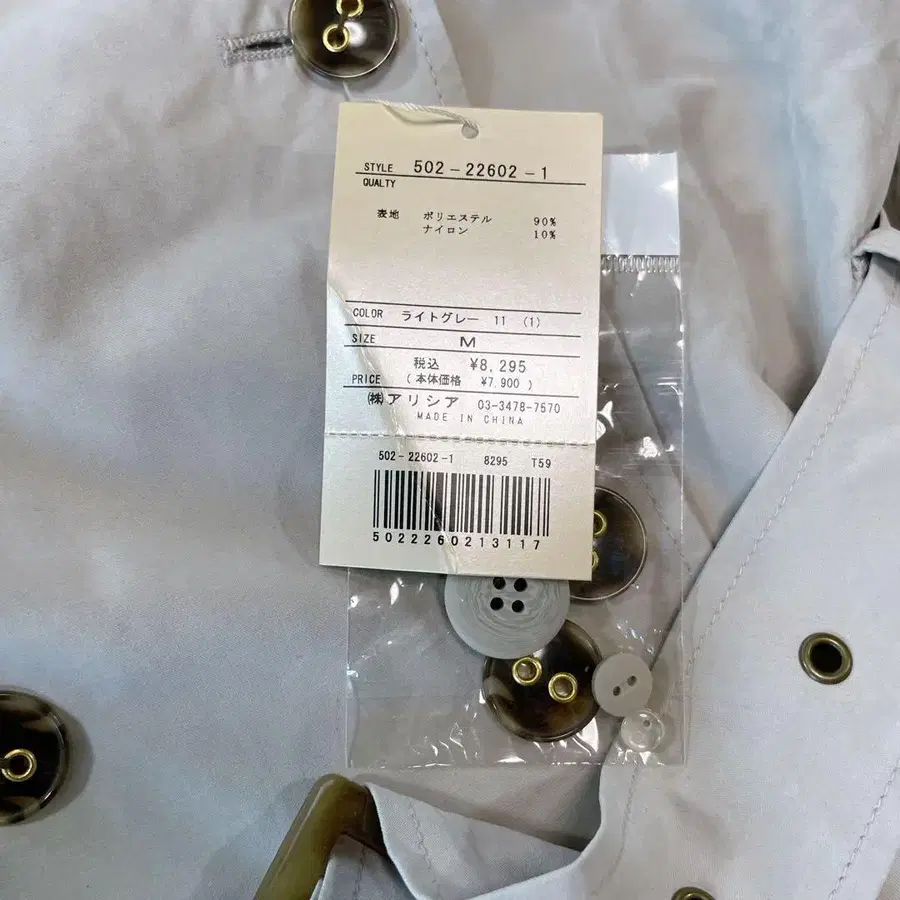 STYLE 502-22602-1
QUALTY
表地 ポリエステル 90%
ナイロン 10%
COLOR ライトグレー 11 (1)
SIZE M
税込 ¥8,295
PRICE (本体価格 ¥7,900)
㈱アリシア 03-3478-7570
MADE IN CHINA
502-22602-1 8295 T59
5022260213117